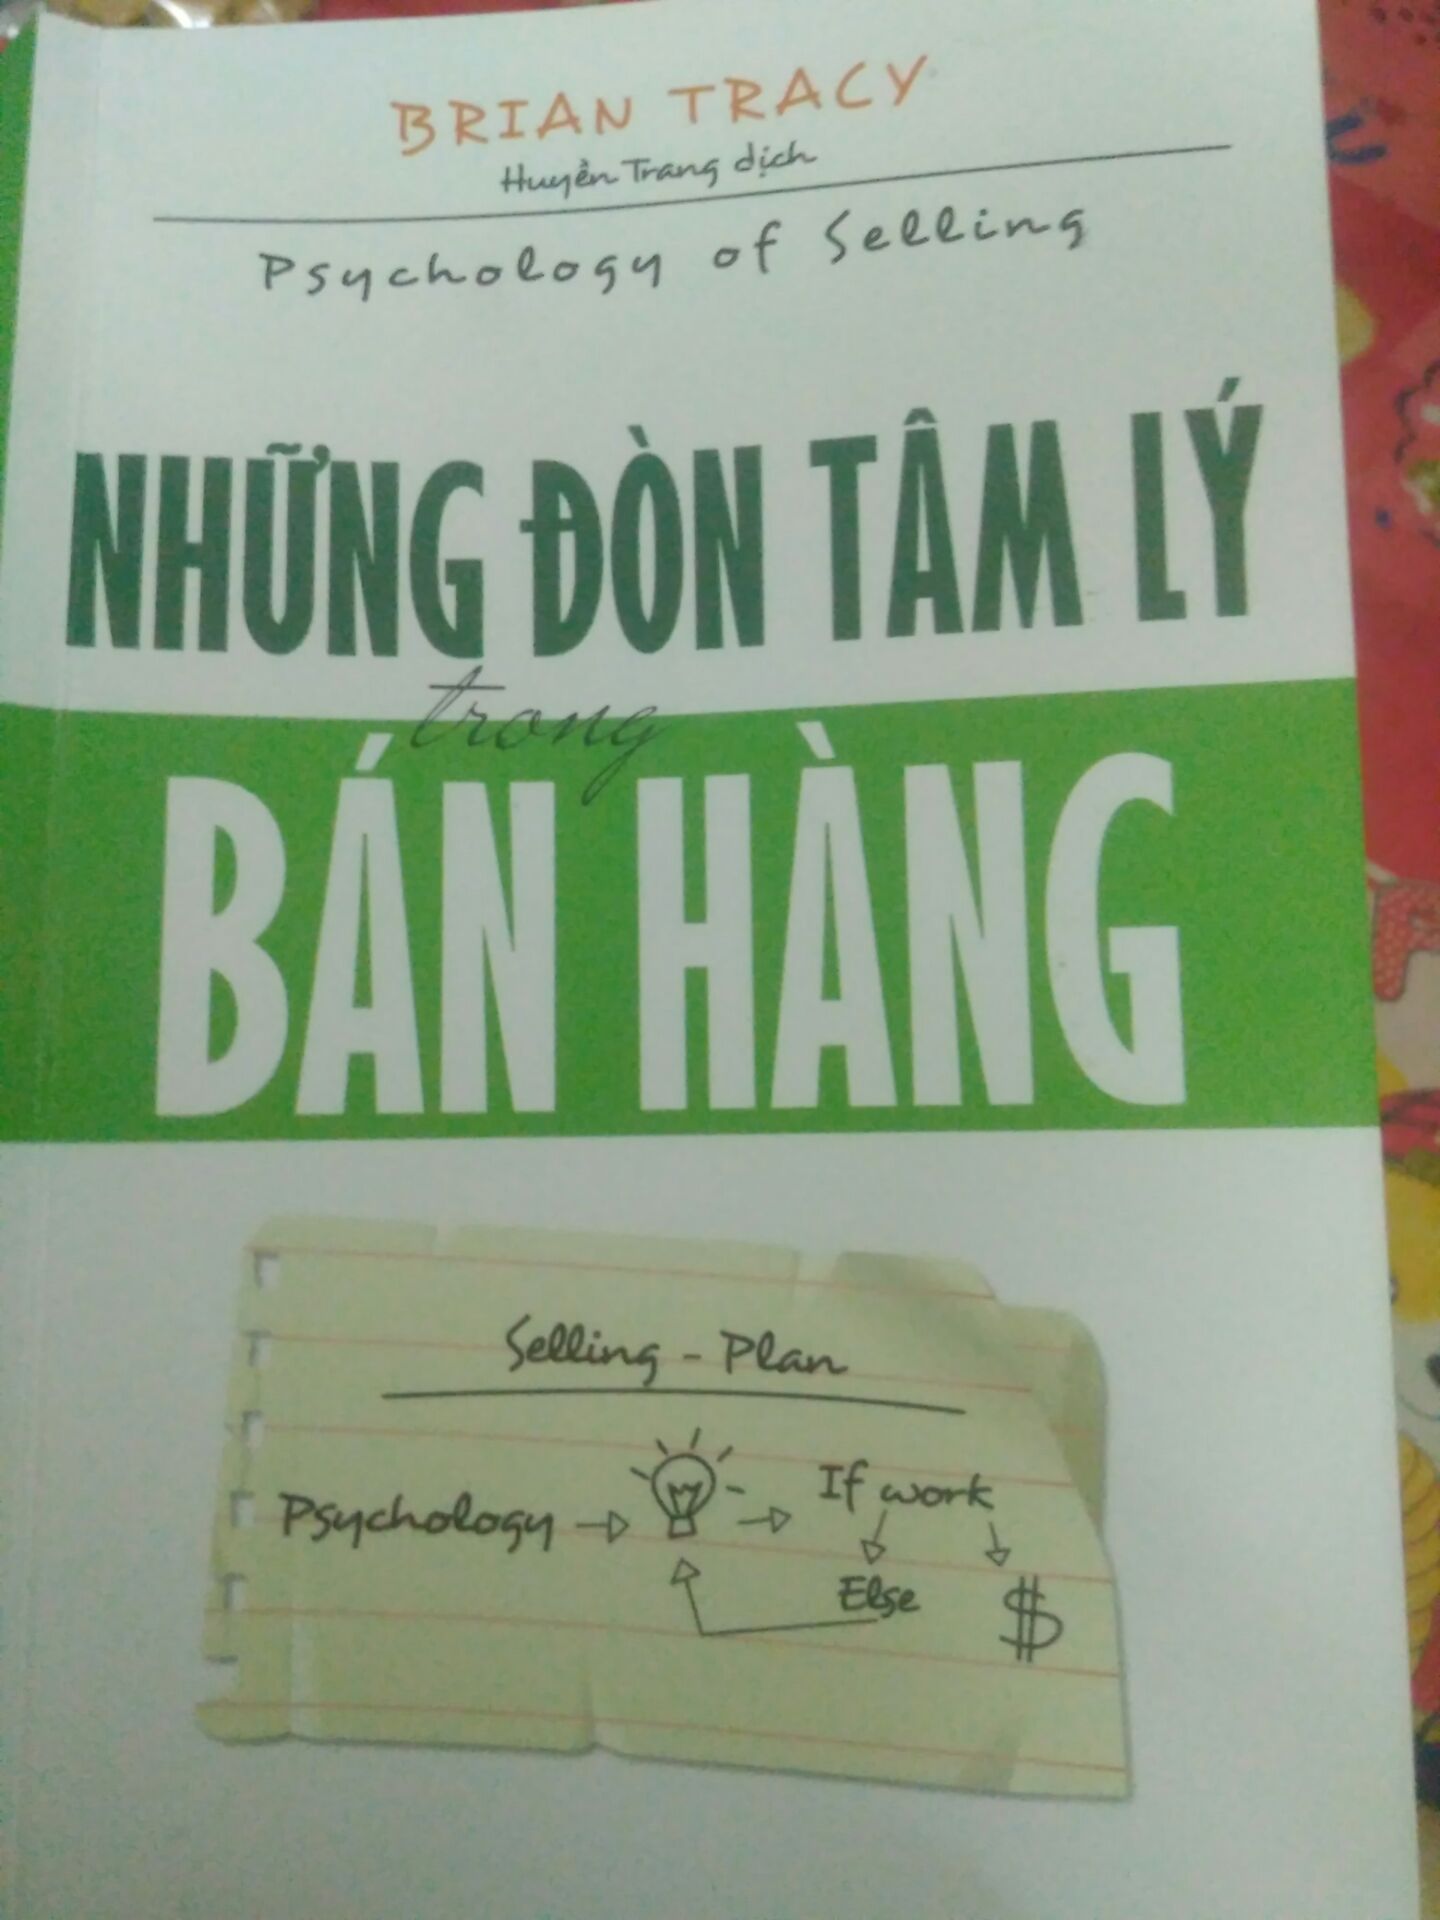 BRIAN TRACY
Huyền Trang dịch
Psychology of Selling
NHỮNG ĐÒN TÂM LÝ
trong
BÁN HÀNG
Selling - Plan
Psychology
If work
Else
$